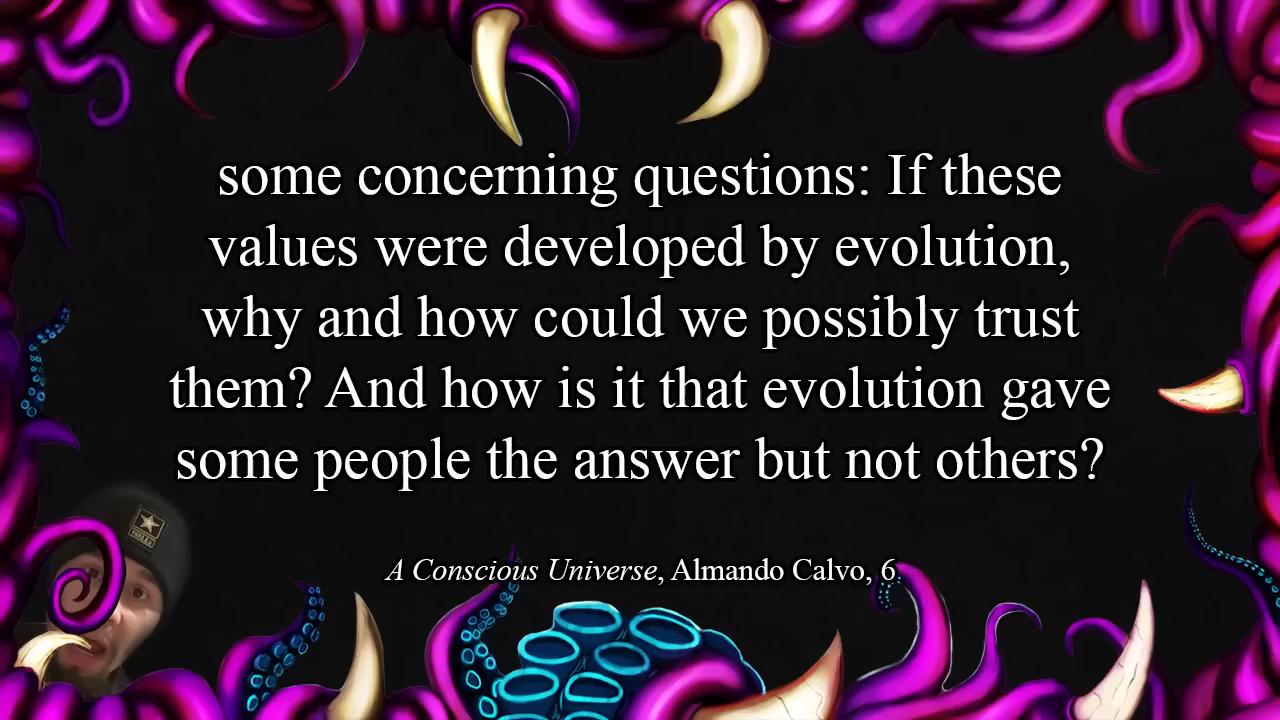 some concerning questions: If these
values were developed by evolution,
why and how could we possibly trust
them? And how is it that evolution gave
some people the answer but not others?
A Conscious Universe, Almando Calvo, 6